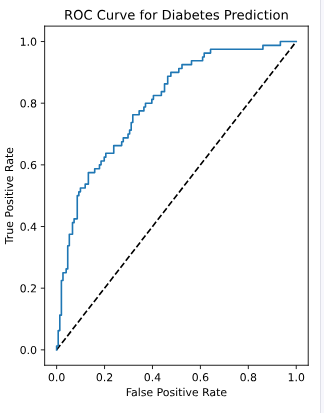 ROC Curve for Diabetes Prediction
1.0
0.8
0.6
0.4
0.2
0.0
True Positive Rate
0.0 0.2 0.4 0.6 0.8 1.0
False Positive Rate